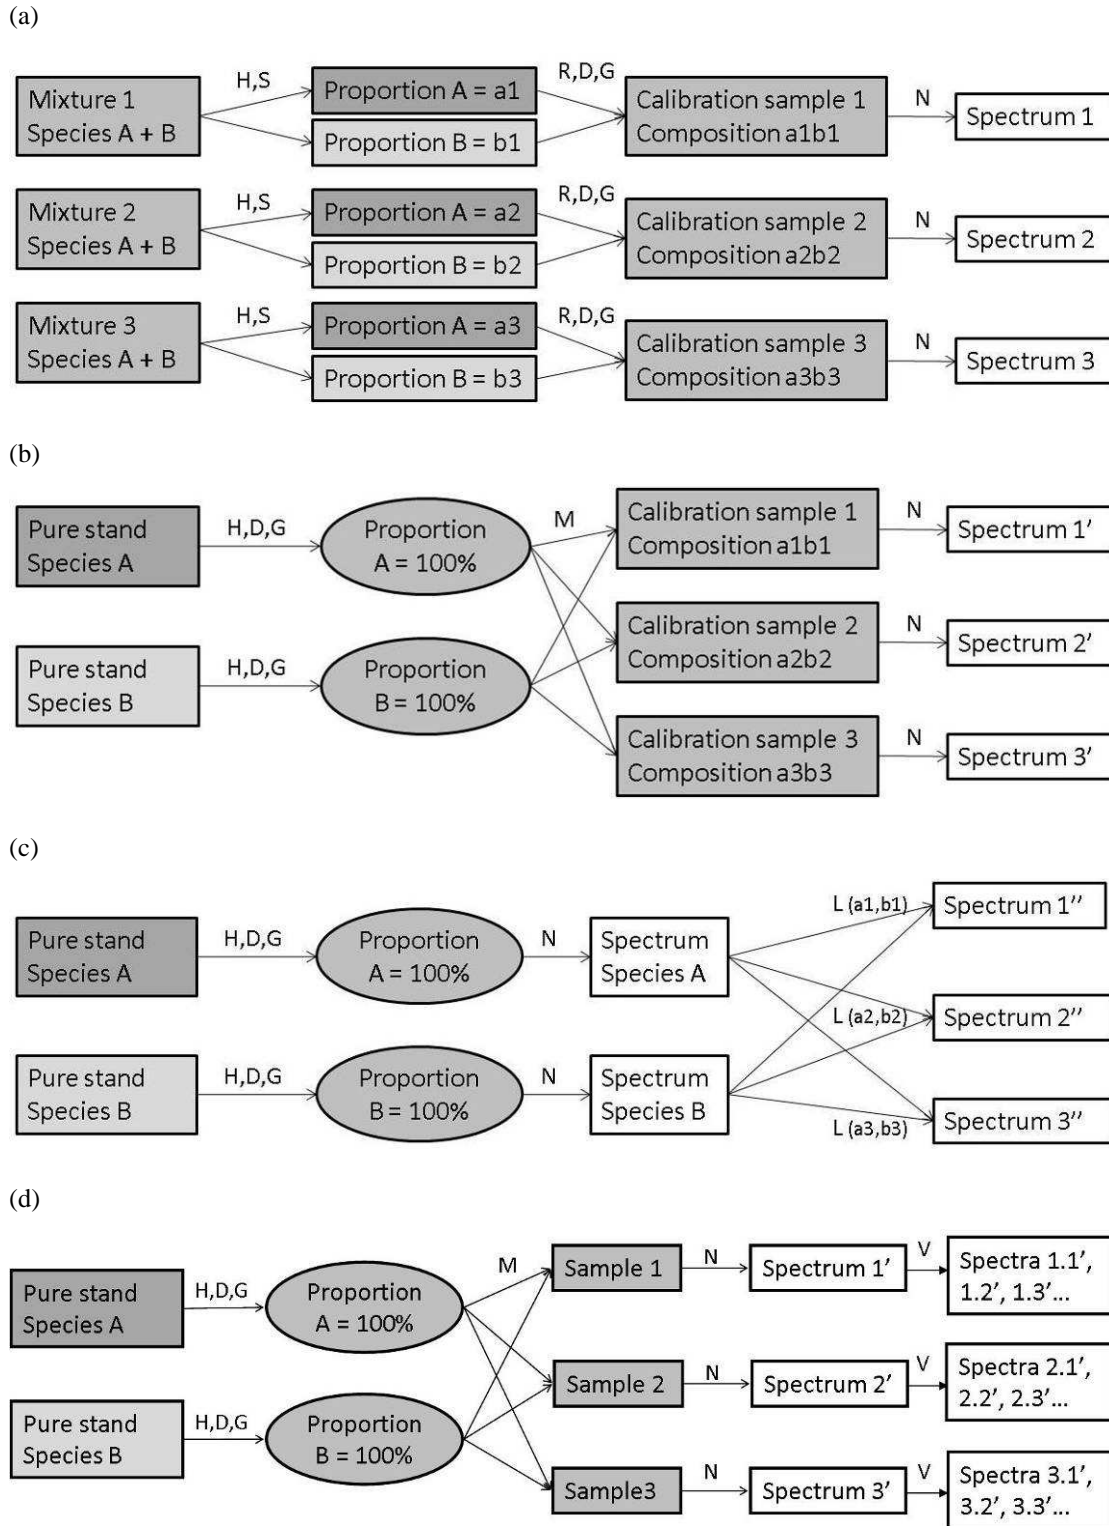 (a)
Mixture 1
Species A + B
H,S
Proportion A = a1
Proportion B = b1
R,D,G
Calibration sample 1
Composition a1b1
N
Spectrum 1
Mixture 2
Species A + B
H,S
Proportion A = a2
Proportion B = b2
R,D,G
Calibration sample 2
Composition a2b2
N
Spectrum 2
Mixture 3
Species A + B
H,S
Proportion A = a3
Proportion B = b3
R,D,G
Calibration sample 3
Composition a3b3
N
Spectrum 3
(b)
Pure stand
Species A
H,D,G
Proportion
A = 100%
M
Calibration sample 1
Composition a1b1
N
Spectrum 1’
Calibration sample 2
Composition a2b2
N
Spectrum 2’
Pure stand
Species B
H,D,G
Proportion
B = 100%
Calibration sample 3
Composition a3b3
N
Spectrum 3’
(c)
Pure stand
Species A
H,D,G
Proportion
A = 100%
N
Spectrum
Species A
L (a1,b1)
Spectrum 1’’
L (a2,b2)
Spectrum 2’’
Pure stand
Species B
H,D,G
Proportion
B = 100%
N
Spectrum
Species B
L (a3,b3)
Spectrum 3’’
(d)
Pure stand
Species A
H,D,G
Proportion
A = 100%
M
Sample 1
N
Spectrum 1’
V
Spectra 1.1’,
1.2’, 1.3’...
Sample 2
N
Spectrum 2’
V
Spectra 2.1’,
2.2’, 2.3’...
Pure stand
Species B
H,D,G
Proportion
B = 100%
Sample3
N
Spectrum 3’
V
Spectra 3.1’,
3.2’, 3.3’...